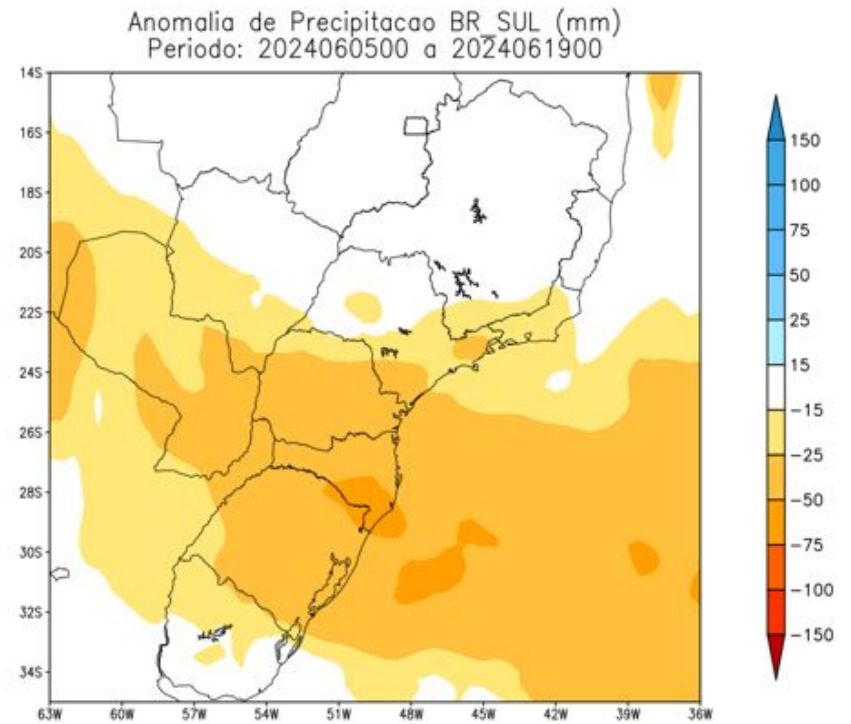 Anomalia de Precipitacao BR_SUL (mm)
Periodo: 2024060500 a 2024061900
14S
16S
18S
20S
22S
24S
26S
28S
30S
32S
34S
63W 60W 57W 54W 51W 48W 45W 42W 39W 36W
150
100
75
50
25
15
-15
-25
-50
-75
-100
-150